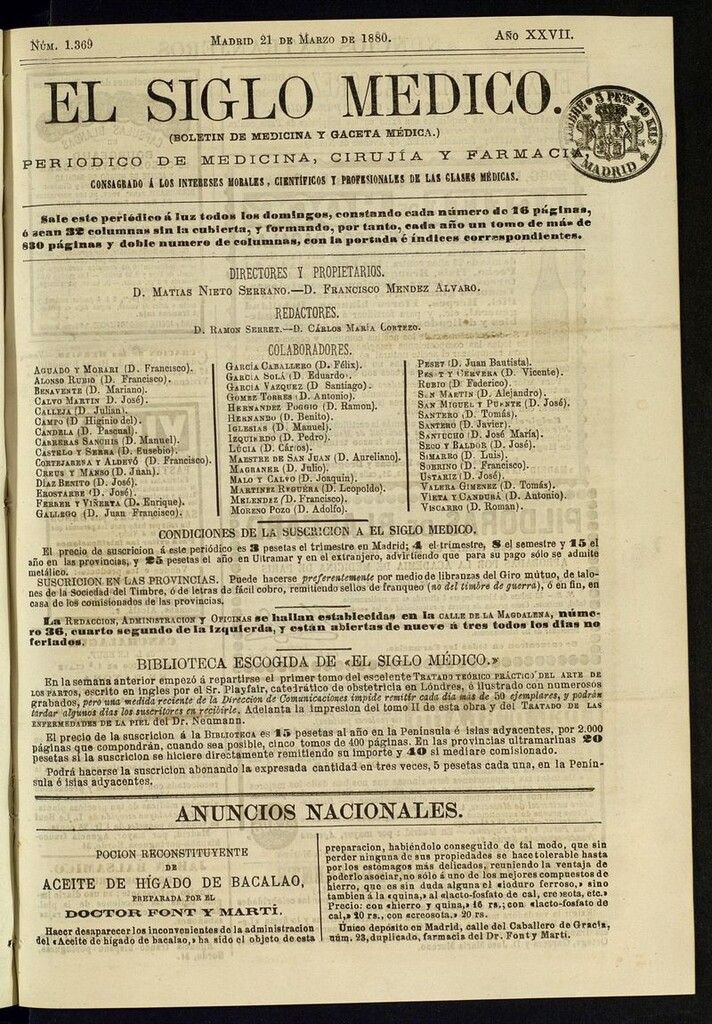 NÚM. 1.369
MADRID 21 DE MARZO DE 1880.
AÑO XXVII.
EL SIGLO MEDICO.
(BOLETIN DE MEDICINA Y GACETA MÉDICA.)
PERIODICO DE MEDICINA, CIRUJÍA Y FARMACIA,
CONSAGRADO Á LOS INTERESES MORALES, CIENTÍFICOS Y PROFESIONALES DE LAS CLASES MÉDICAS.
TIMBRE 3 PTAS 10 KILS
MADRID
Sale este periódico á luz todos los domingos, constando cada número de 16 páginas,
ó sean 32 columnas sin la cubierta, y formando, por tanto, cada año un tomo de más de
830 páginas y doble numero de columnas, con la portada é índices correspondientes.
DIRECTORES Y PROPIETARIOS.
D. MATIAS NIETO SERRANO.—D. FRANCISCO MENDEZ ALVARO.
REDACTORES.
D. RAMON SERRET.—D. CÁRLOS MARÍA CORTEZO.
COLABORADORES.
AGUADO Y MORARI (D. Francisco).
ALONSO RUBIO (D. Francisco).
BENAVENTE (D. Mariano).
CALVO MARTIN (D. José).
CALLEJA (D. Julian).
CAMPO (D. Higinio del).
CANDELA (D. Pascual).
CARRERAS SANCHIS (D. Manuel).
CASTELO Y SERRA (D. Eusebio).
CORTEJARENA Y ALDEVÓ (D. Francisco).
CREUS Y MANSO (D. Juan).
DIAZ BENITO (D. José).
EROSTARBE (D. José).
FERRER Y VIÑERTA (D. Enrique).
GALLEGO (D. Juan Francisco).
GARCÍA CABALLERO (D. Félix).
GARCIA SOLÁ (D. Eduardo).
GARCIA VAZQUEZ (D. Santiago).
GOMEZ TORRES (D. Antonio).
HERNANDEZ POGGIO (D. Ramon).
HERNANDO (D. Benito).
IGLESIAS (D. Manuel).
IZQUIERDO (D. Pedro).
LUCIA (D. Cárlos).
MAESTRE DE SAN JUAN (D. Aureliano).
MAGRANER (D. Julio).
MALO Y CALVO (D. Joaquin).
MARTINEZ REGUERA (D. Leopoldo).
MELENDEZ (D. Francisco).
MORENO POZO (D. Adolfo).
PESET (D. Juan Bautista).
PESET Y CERVERA (D. Vicente).
RUBIO (D. Federico).
SAN MARTIN (D. Alejandro).
SAN MIGUEL Y PUENTE (D. José).
SANTERO (D. Tomás).
SANTERO (D. Javier).
SANTUCHO (D. José María).
SECO Y BALDOR (D. José).
SIMARRO (D. Luis).
SOBRINO (D. Francisco).
USTARIZ (D. José).
VALERA GIMENEZ (D. Tomás).
VIETA Y CANDURÁ (D. Antonio).
VISCARRO (D. Roman).
CONDICIONES DE LA SUSCRICION A EL SIGLO MEDICO.
El precio de suscricion á este periódico es 3 pesetas el trimestre en Madrid; 4 el trimestre, 8 el semestre y 15 el
año en las provincias, y 25 pesetas el año en Ultramar y en el extranjero, advirtiendo que para su pago sólo se admite
metálico.
SUSCRICION EN LAS PROVINCIAS. Puede hacerse preferentemente por medio de libranzas del Giro mútuo, de talo-
nes de la Sociedad del Timbre, ó de letras de fácil cobro, remitiendo sellos de franqueo (no del timbre de guerra), ó en fin, en
casa de los comisionados de las provincias.
LA REDACCION, ADMINISTRACION Y OFICINAS se hallan establecidas en la CALLE DE LA MAGDALENA, núme-
ro 36, cuarto segundo de la izquierda, y están abiertas de nueve á tres todos los dias no
feriados.
BIBLIOTECA ESCOGIDA DE «EL SIGLO MÉDICO.»
En la semana anterior empezó á repartirse el primer tomo del excelente TRATADO TEÓRICO PRÁCTICO DEL ARTE DE
LOS PARTOS, escrito en ingles por el Sr. Playfair, catedrático de obstetricia en Lóndres, é ilustrado con numerosos
grabados, pero una medida reciente de la Direccion de Comunicaciones impide remitir cada dia más de 50 ejemplares, y podrán
tardar algunos dias los suscritores en recibirle. Adelanta la impresion del tomo II de esta obra y del TRATADO DE LAS
ENFERMEDADES DE LA PIEL del Dr. Neumann.
El precio de la suscricion á la BIBLIOTECA es 15 pesetas al año en la Península é islas adyacentes, por 2.000
páginas que compondrán, cuando sea posible, cinco tomos de 400 páginas. En las provincias ultramarinas 20
pesetas si la suscricion se hiciere directamente remitiendo su importe y 40 si mediare comisionado.
Podrá hacerse la suscricion abonando la expresada cantidad en tres veces, 5 pesetas cada una, en la Penín-
sula é islas adyacentes.
ANUNCIOS NACIONALES.
POCION RECONSTITUYENTE
DE
ACEITE DE HÍGADO DE BACALAO,
PREPARADA POR EL
DOCTOR FONT Y MARTÍ.
Hacer desaparecer los inconvenientes de la administracion
del «Aceite de higado de bacalao,» ha sido el objeto de esta
preparacion, habiéndolo conseguido de tal modo, que sin
perder ninguna de sus propiedades se hace tolerable hasta
por los estómagos más delicados, reuniendo la ventaja de
poderlo asociar, no sólo á uno de los mejores compuestos de
hierro, que es sin duda alguna el «ioduro ferroso,» sino
tambien á la «quina,» al «lacto-fosfato de cal, creosota, etc.»
Precio: con «hierro y quina,» 16 rs.; con «lacto-fosfato de
cal,» 20 rs., con «creosota,» 20 rs.
Único depósito en Madrid, calle del Caballero de Gracia,
núm. 23, duplicado, farmacia del Dr. Font y Martí.